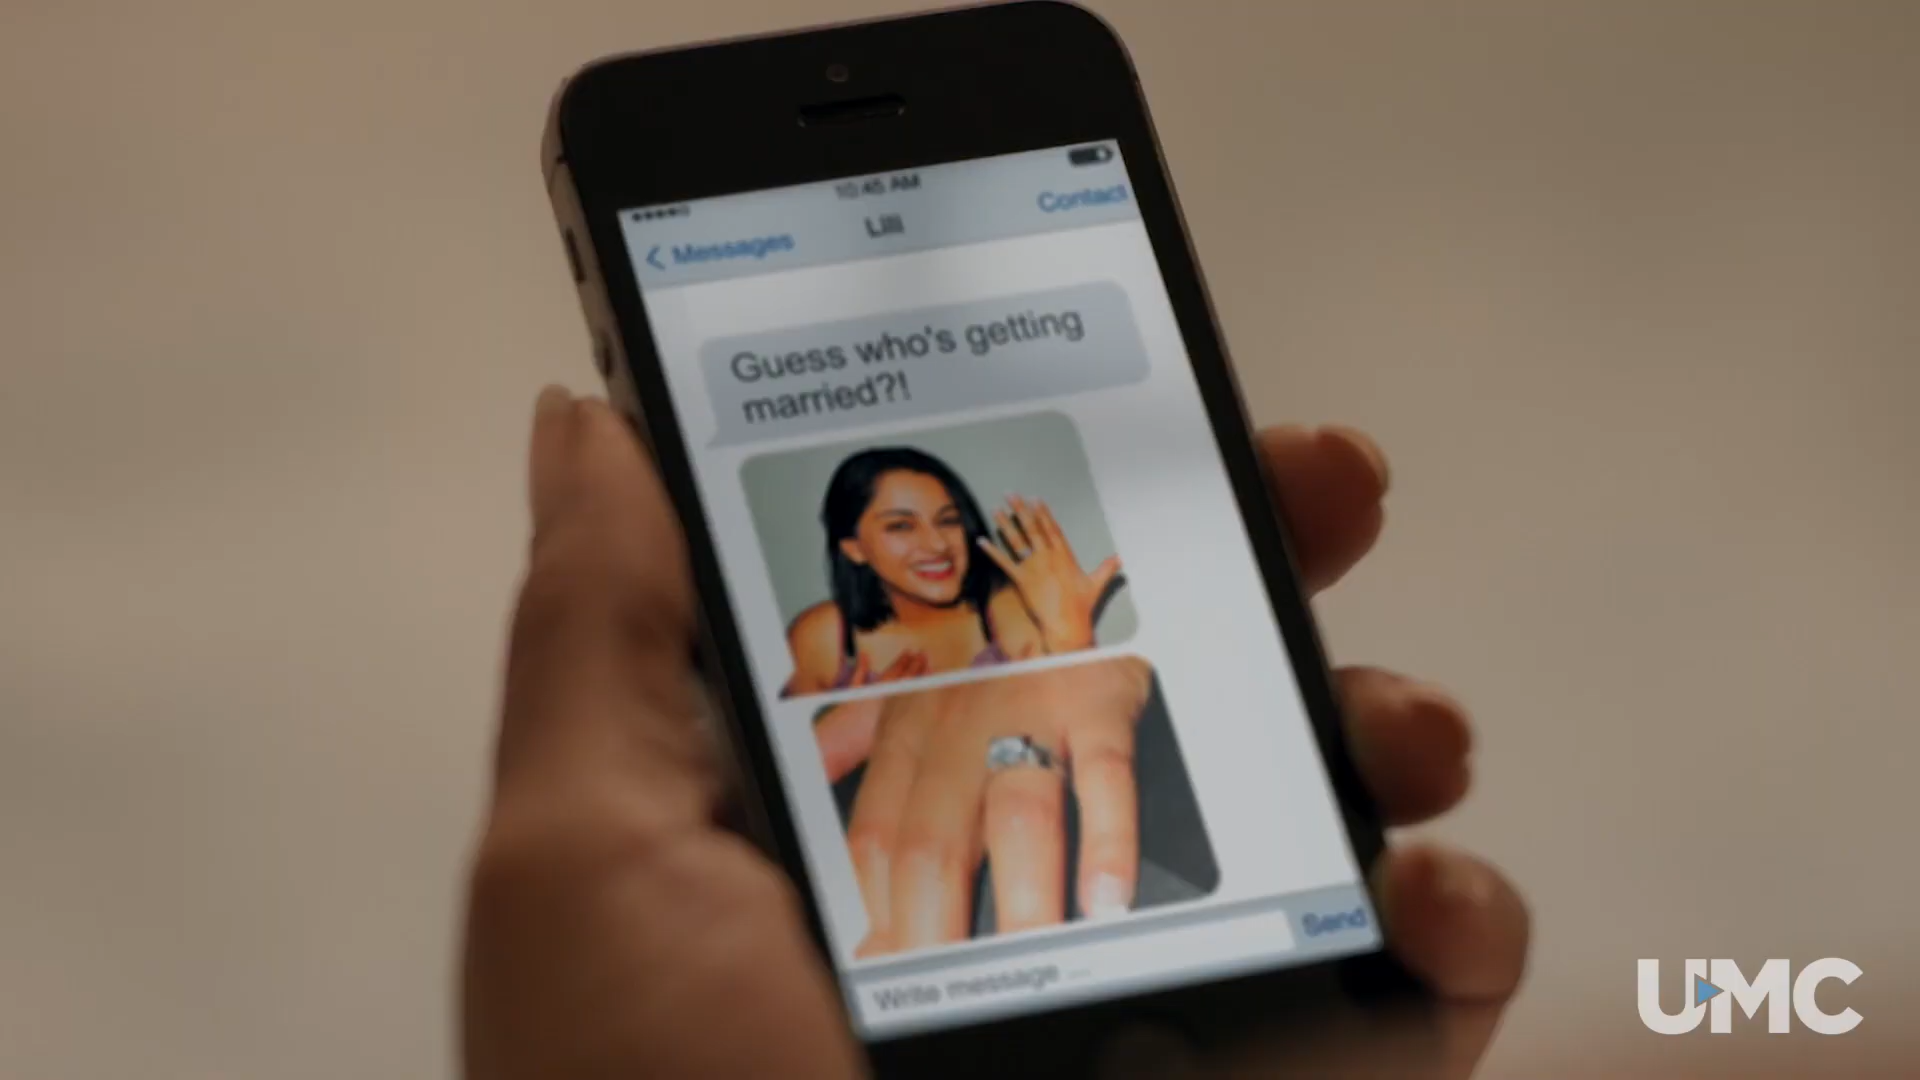 10:45 AM
Messages
Lili
Contact
Guess who's getting
married?!
Send
Write message ...
UMC